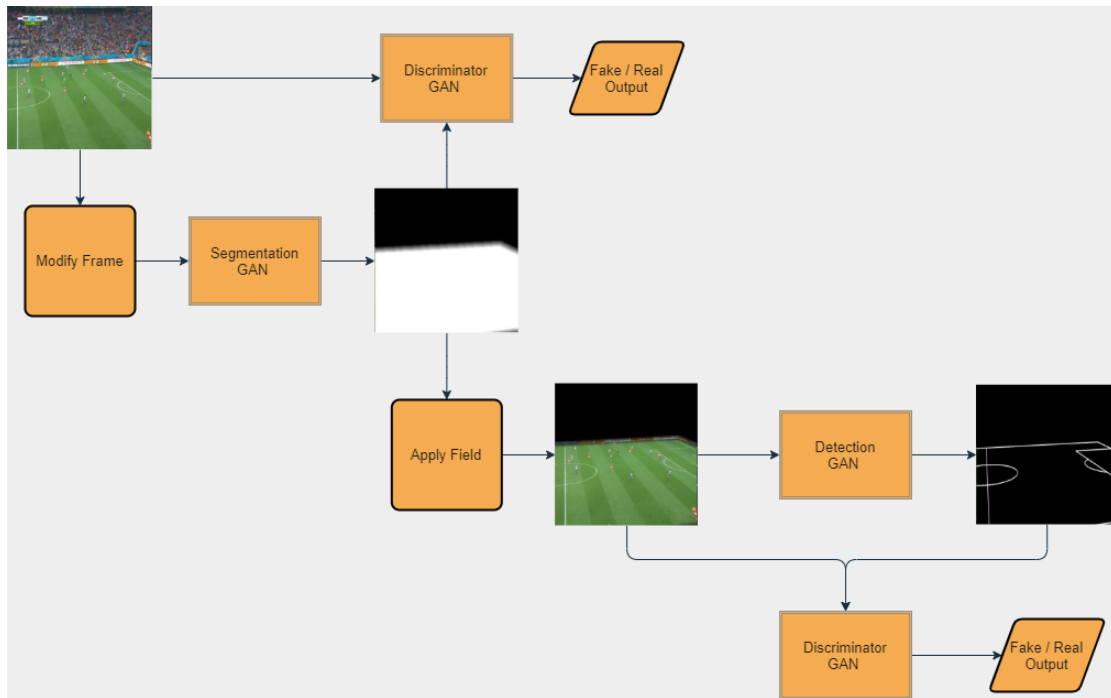 Discriminator
GAN
Fake / Real
Output
Modify Frame
Segmentation
GAN
Apply Field
Detection
GAN
Discriminator
GAN
Fake / Real
Output